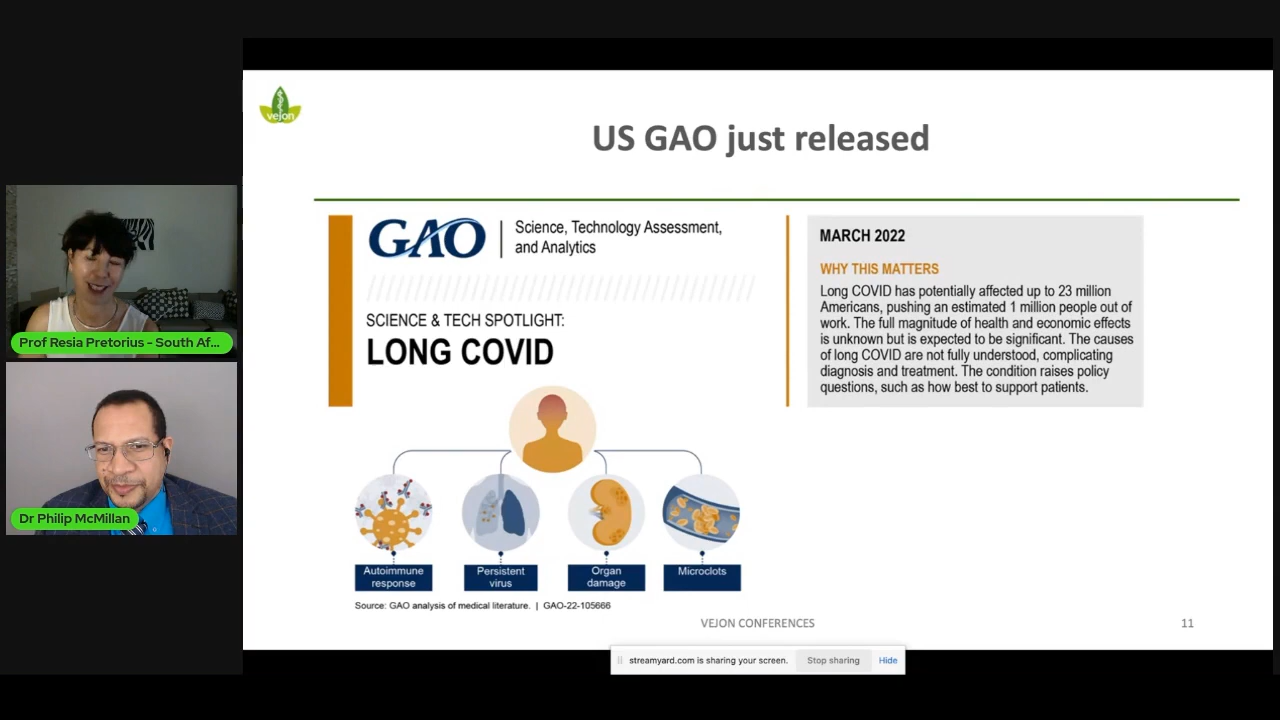 vejon
US GAO just released
GAO
Science, Technology Assessment,
and Analytics
SCIENCE & TECH SPOTLIGHT:
LONG COVID
MARCH 2022
WHY THIS MATTERS
Long COVID has potentially affected up to 23 million
Americans, pushing an estimated 1 million people out of
work. The full magnitude of health and economic effects
is unknown but is expected to be significant. The causes
of long COVID are not fully understood, complicating
diagnosis and treatment. The condition raises policy
questions, such as how best to support patients.
Autoimmune
response
Persistent
virus
Organ
damage
Microclots
Source: GAO analysis of medical literature. | GAO-22-105666
VEJON CONFERENCES
11
Prof Resia Pretorius - South Af...
Dr Philip McMillan
streamyard.com is sharing your screen.
Stop sharing
Hide